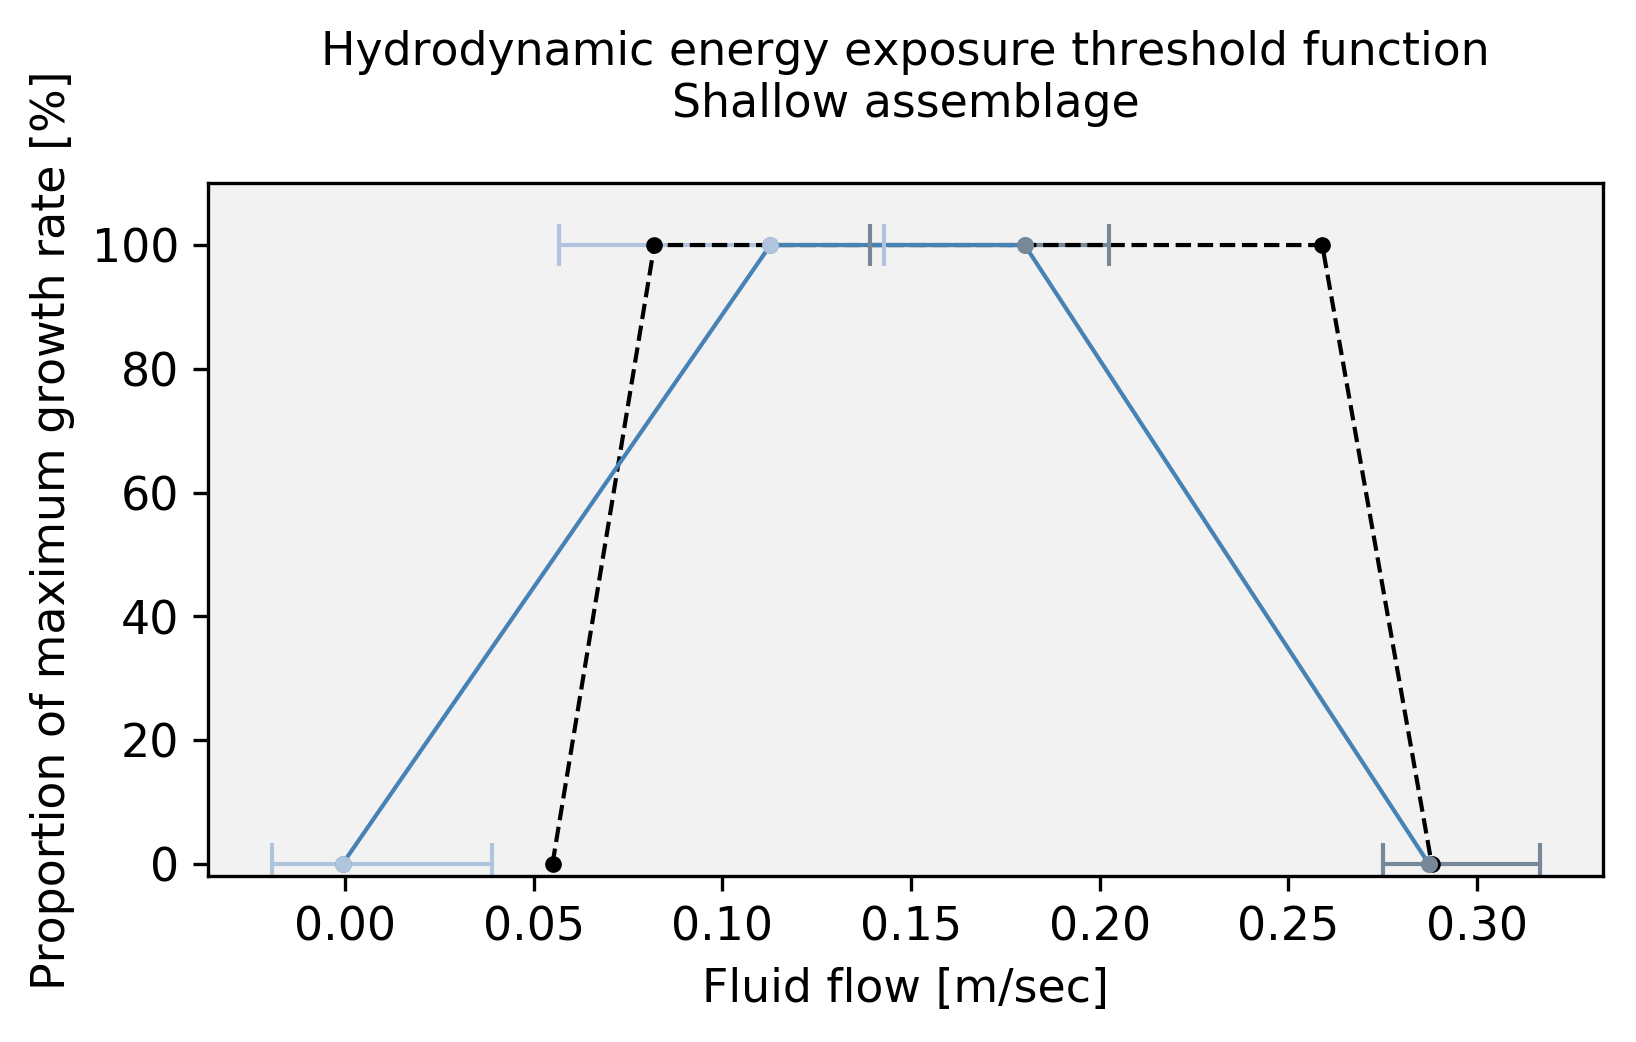 Hydrodynamic energy exposure threshold function
Shallow assemblage
Proportion of maximum growth rate [%]
100
80
60
40
20
0
0.00 0.05 0.10 0.15 0.20 0.25 0.30
Fluid flow [m/sec]